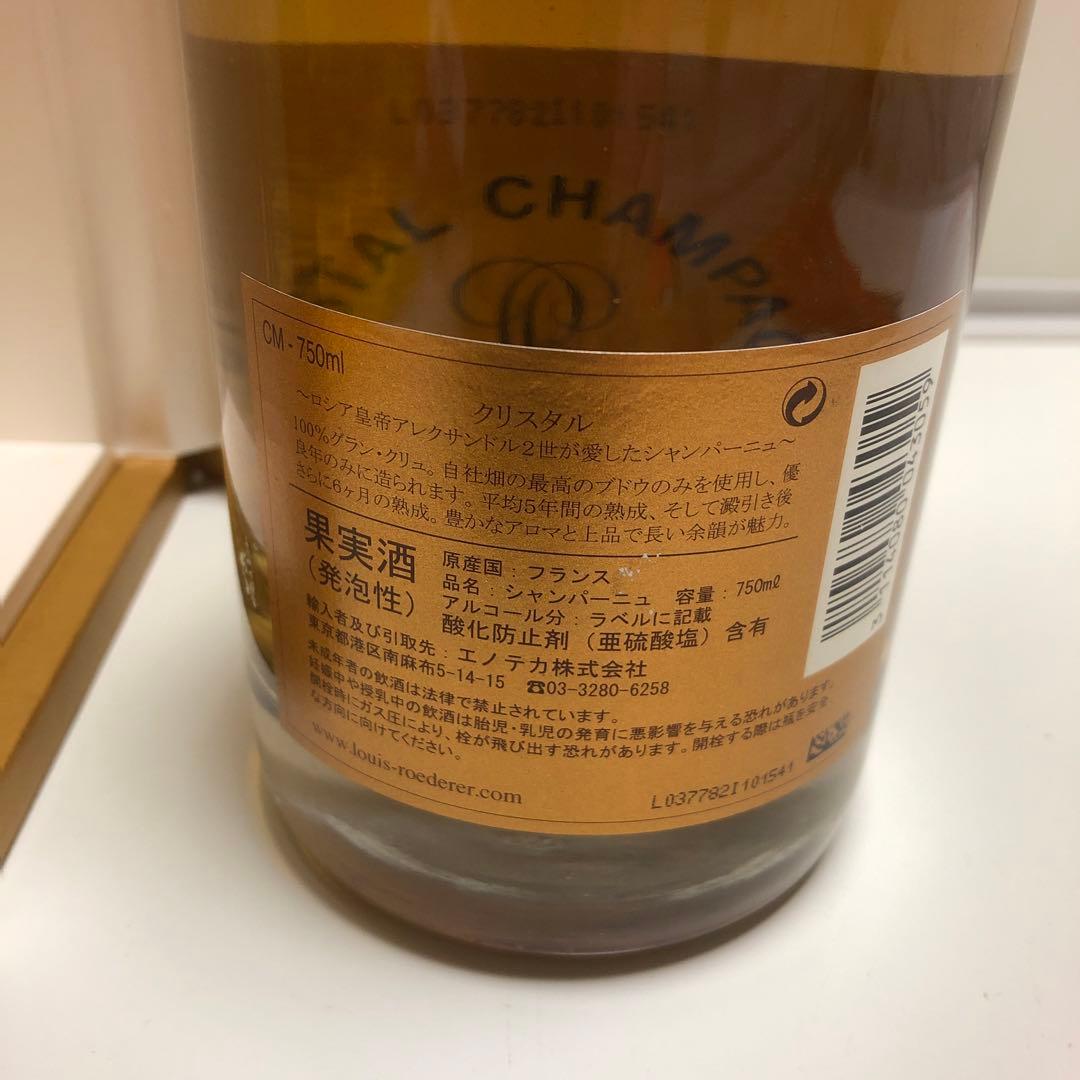 L037782I101541
STAL CHAMPAG
CM - 750ml
クリスタル
～ロシア皇帝アレクサンドル2世が愛したシャンパーニュ～
100%グラン・クリュ。自社畑の最高のブドウのみを使用し、優
良年のみに造られます。平均5年間の熟成、そして澱引き後
さらに6ヶ月の熟成。豊かなアロマと上品で長い余韻が魅力。
果実酒
(発泡性)
原産国：フランス
品名：シャンパーニュ 容量：750mℓ
アルコール分：ラベルに記載
酸化防止剤（亜硫酸塩）含有
輸入者及び引取先：エノテカ株式会社
東京都港区南麻布5-14-15 ☎03-3280-6258
未成年者の飲酒は法律で禁止されています。
妊娠中や授乳中の飲酒は胎児・乳児の発育に悪影響を与える恐れがあります。
開栓時にガス圧により、栓が飛び出す恐れがあります。開栓する際は瓶を安全
な方向に向けてください。
www.louis-roederer.com
L037782I101541